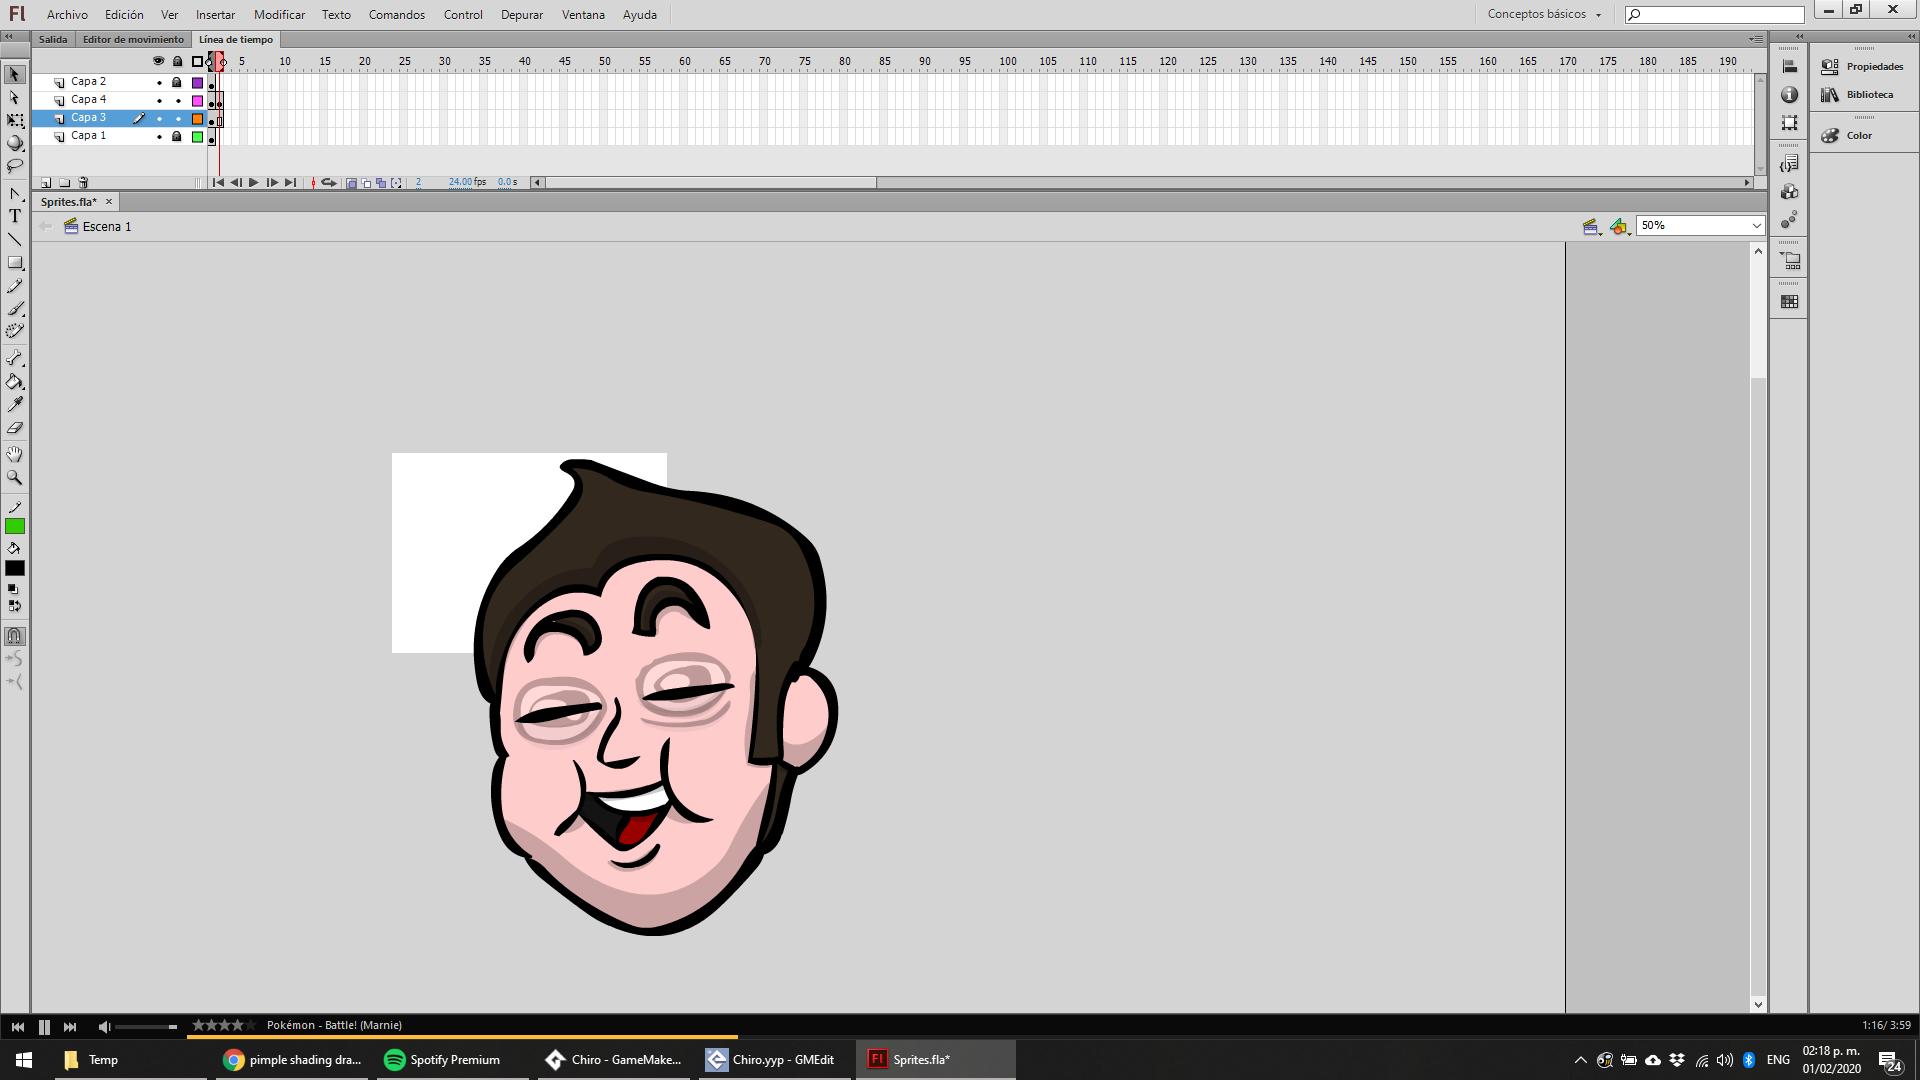 Fl Archivo Edición Ver Insertar Modificar Texto Comandos Control Depurar Ventana Ayuda Conceptos básicos
Salida Editor de movimiento Línea de tiempo
5 10 15 20 25 30 35 40 45 50 55 60 65 70 75 80 85 90 95 100 105 110 115 120 125 130 135 140 145 150 155 160 165 170 175 180 185 190
Capa 2
Capa 4
Capa 3
Capa 1
2 24.00 fps 0.0 s
Propiedades
Biblioteca
Color
Sprites.fla*
Escena 1
50%
Pokémon - Battle! (Marnie)
1:16/ 3:59
Temp
pimple shading dra...
Spotify Premium
Chiro - GameMake...
Chiro.yyp - GMEdit
Fl Sprites.fla*
ENG
02:18 p. m.
01/02/2020
24